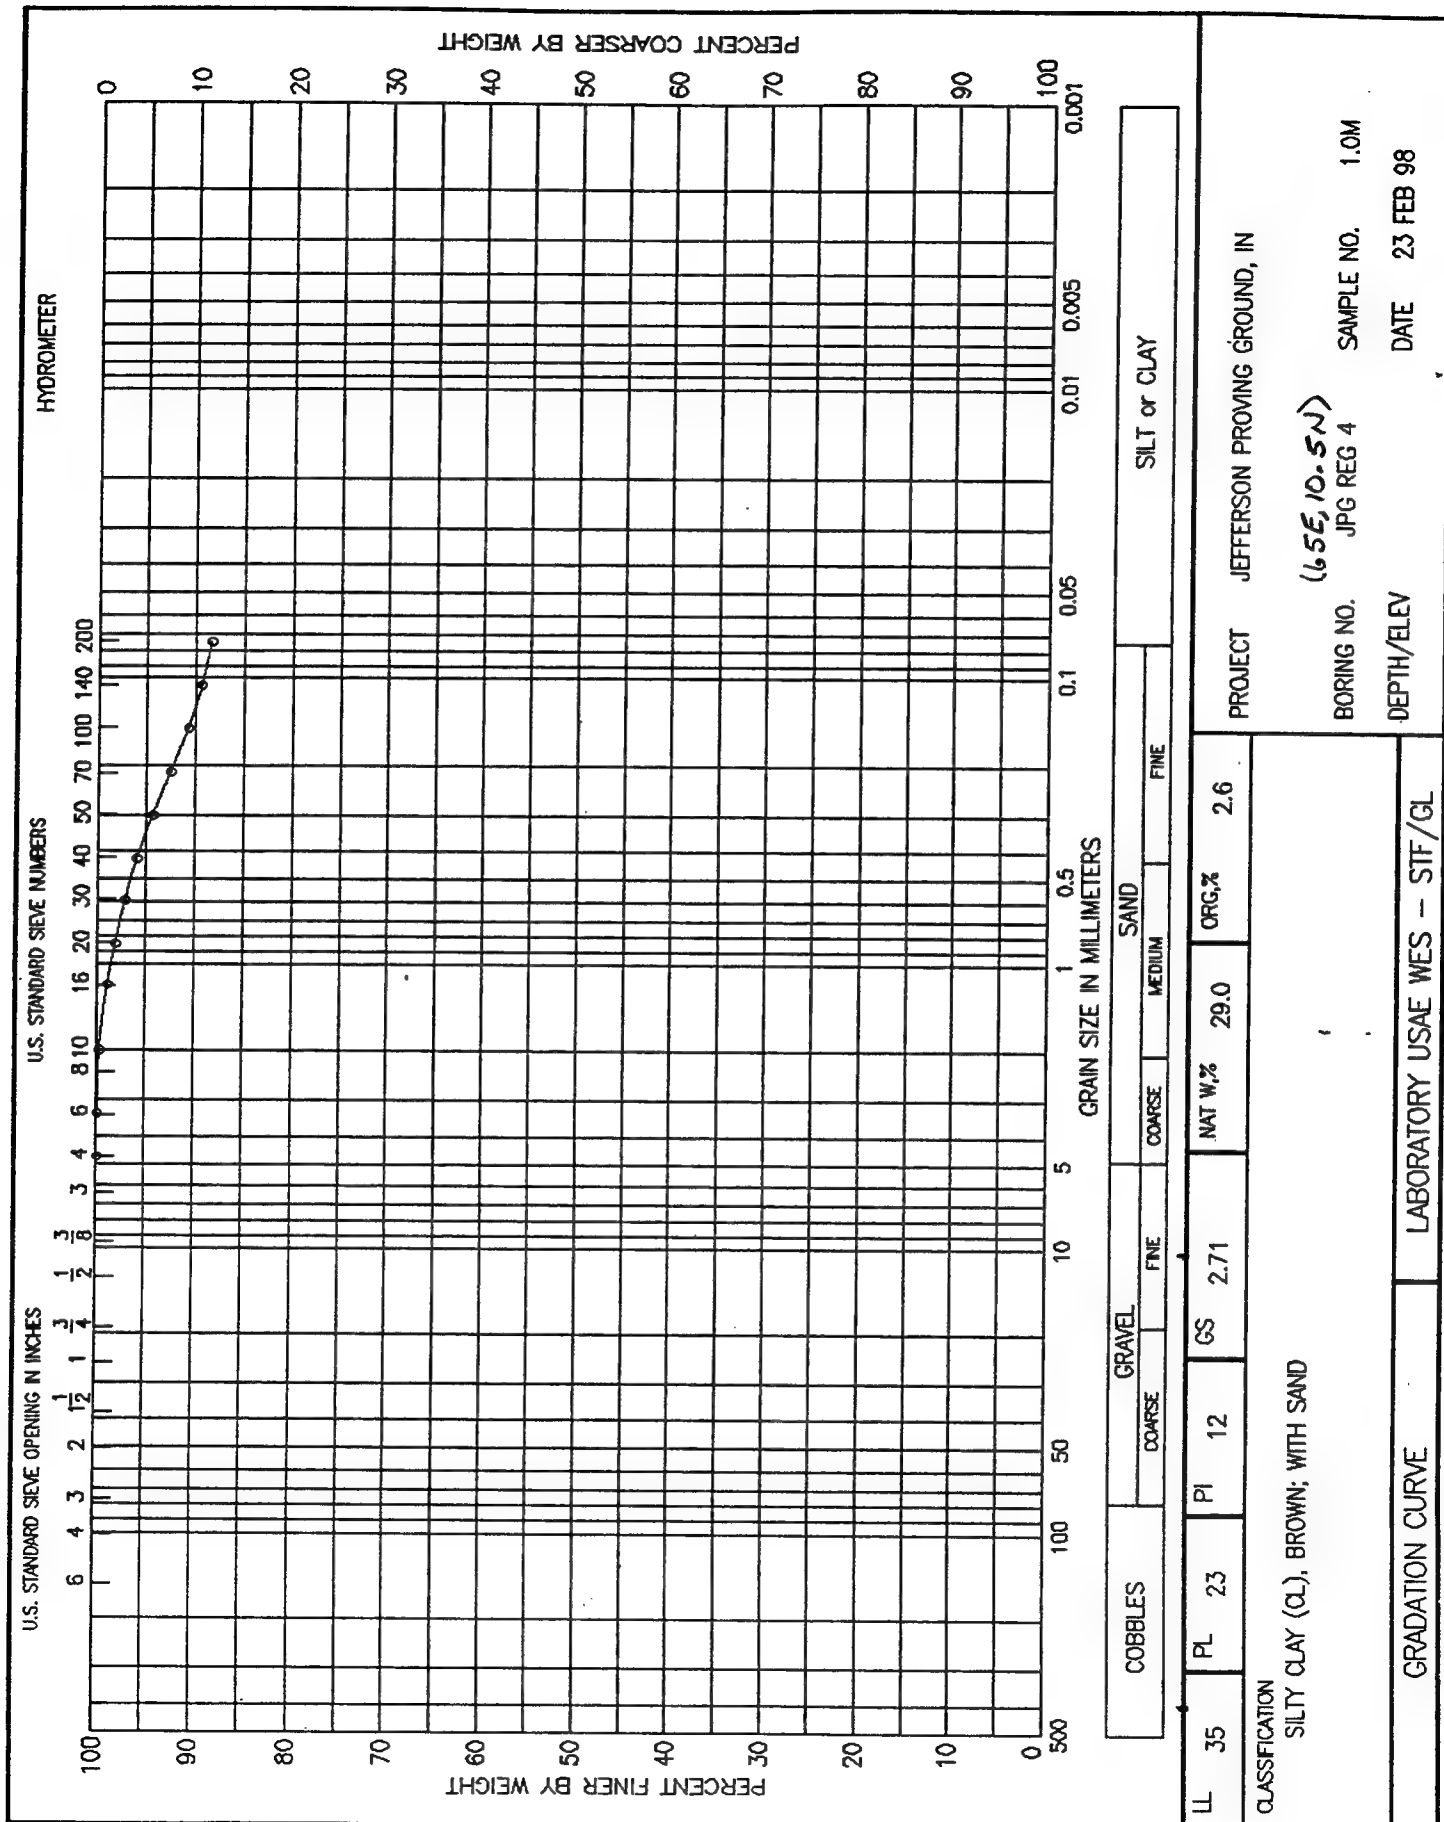 U.S. STANDARD SIEVE OPENING IN INCHES
U.S. STANDARD SIEVE NUMBERS
HYDROMETER
6 4 3 2 1 1/2 1 3/4 1/2 3/8 3 4 6 8 10 16 20 30 40 50 70 100 140 200
PERCENT FINER BY WEIGHT
100
90
80
70
60
50
40
30
20
10
0
PERCENT COARSER BY WEIGHT
0
10
20
30
40
50
60
70
80
90
100
500 100 50 10 5 1 0.5 0.1 0.05 0.01 0.005 0.001
GRAIN SIZE IN MILLIMETERS
COBBLES
GRAVEL
COARSE FINE
SAND
COARSE MEDIUM FINE
SILT or CLAY
LL 35 PL 23 PI 12 GS 2.71 NAT W,% 29.0 ORG,% 2.6
CLASSIFICATION
SILTY CLAY (CL), BROWN; WITH SAND
PROJECT JEFFERSON PROVING GROUND, IN
(65E, 10.5N)
BORING NO. JPG REG 4 SAMPLE NO. 1.0M
DEPTH/ELEV DATE 23 FEB 98
GRADATION CURVE
LABORATORY USAE WES – STF/GL